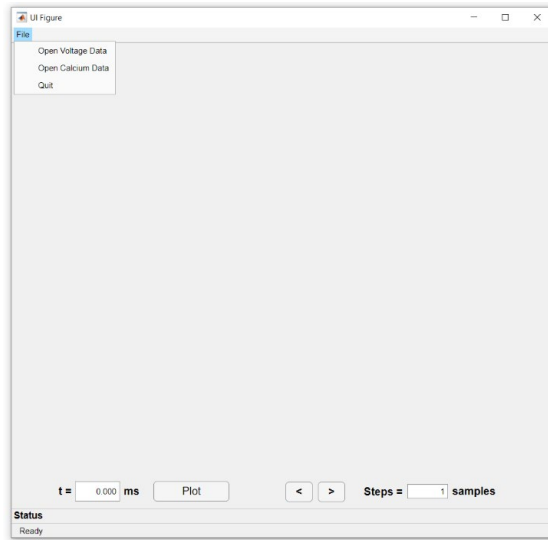 UI Figure
File
Open Voltage Data
Open Calcium Data
Quit
t = 0.000 ms Plot < > Steps = 1 samples
Status
Ready